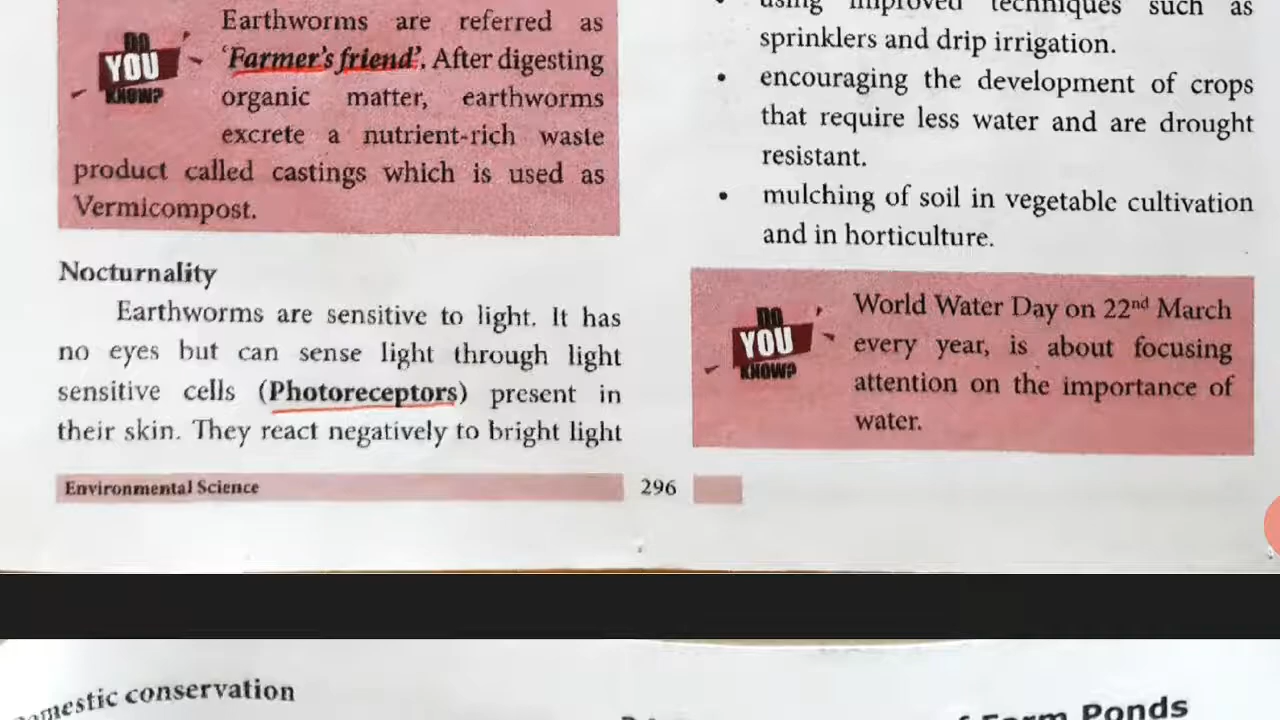 Earthworms are referred as
'Farmer's friend'. After digesting
organic matter, earthworms
excrete a nutrient-rich waste
product called castings which is used as
Vermicompost.
DO
YOU
KNOW?
Nocturnality
Earthworms are sensitive to light. It has
no eyes but can sense light through light
sensitive cells (Photoreceptors) present in
their skin. They react negatively to bright light
using improved techniques such as
sprinklers and drip irrigation.
• encouraging the development of crops
that require less water and are drought
resistant.
• mulching of soil in vegetable cultivation
and in horticulture.
DO
YOU
KNOW?
World Water Day on 22nd March
every year, is about focusing
attention on the importance of
water.
Environmental Science
296
conservation
Ponds